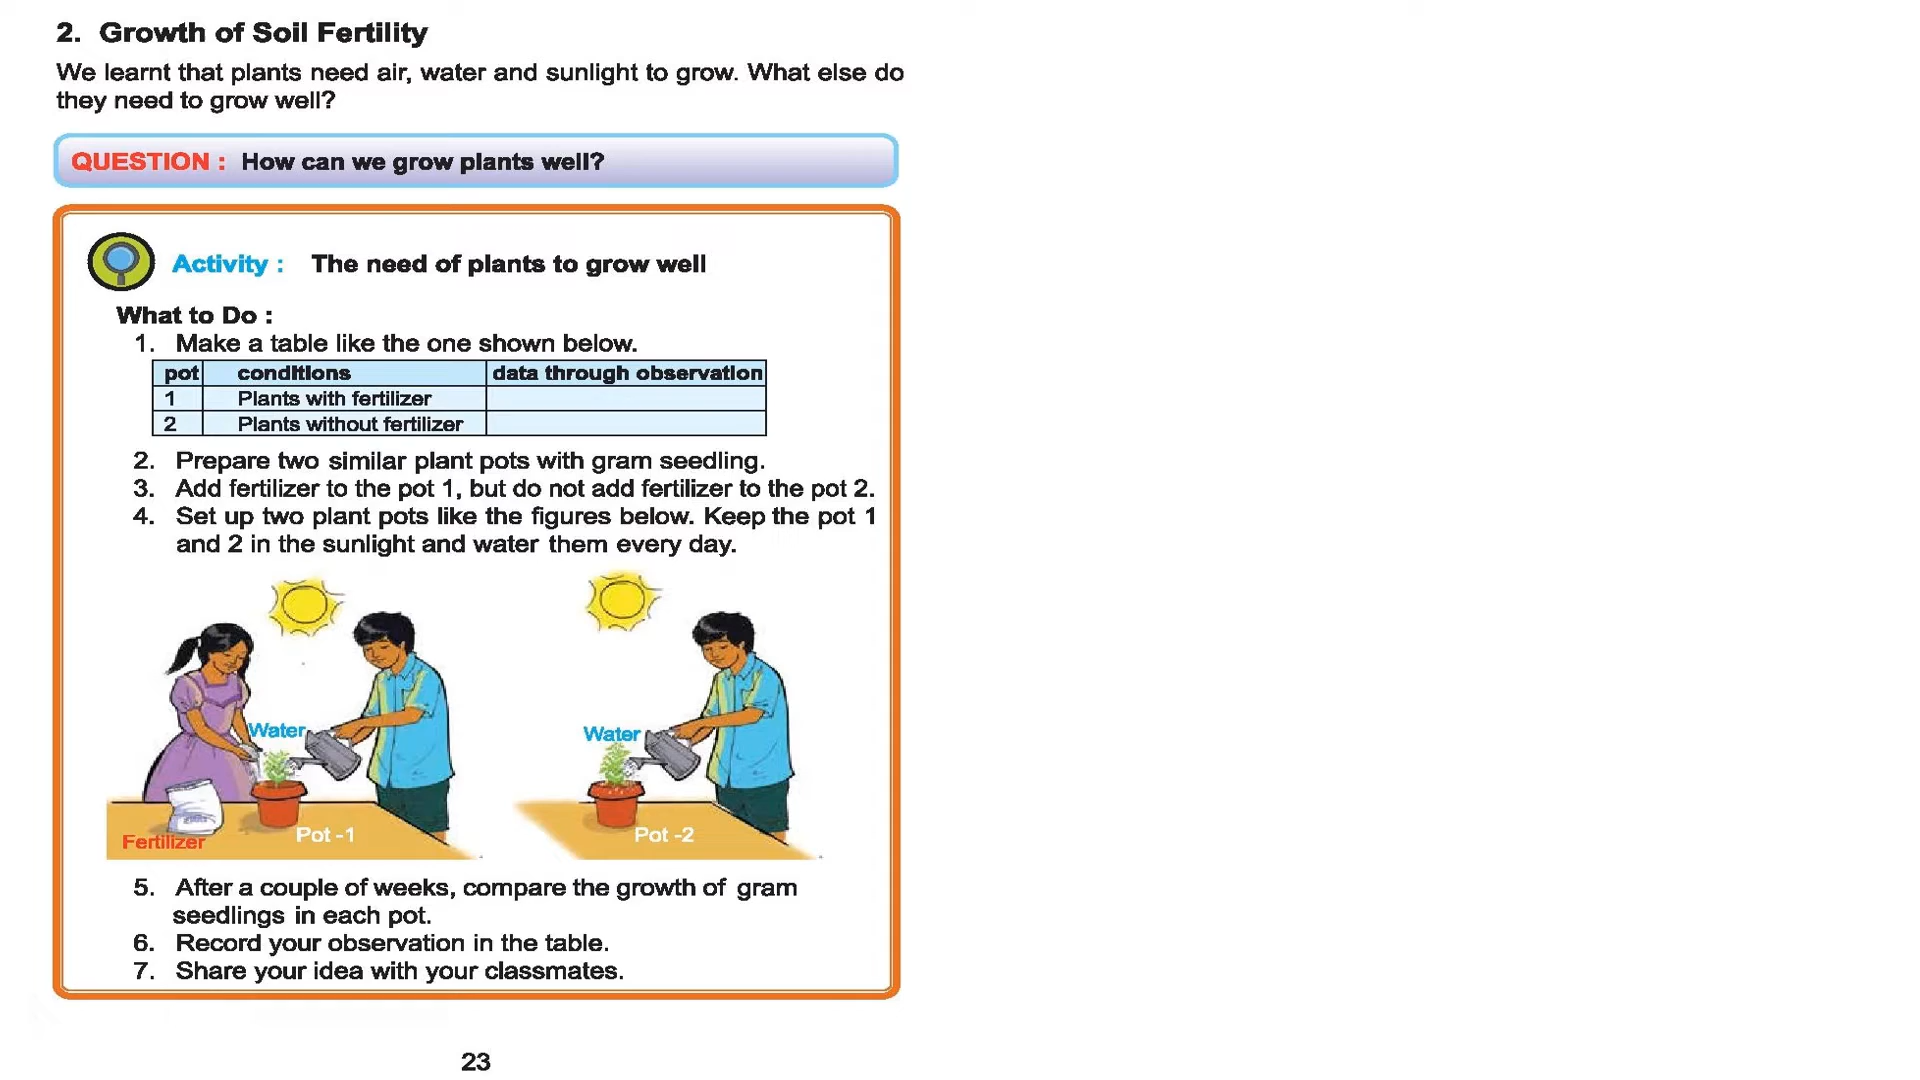 2. Growth of Soil Fertility
We learnt that plants need air, water and sunlight to grow. What else do
they need to grow well?
QUESTION : How can we grow plants well?
Activity : The need of plants to grow well
What to Do :
1. Make a table like the one shown below.
pot conditions data through observation
1 Plants with fertilizer
2 Plants without fertilizer
2. Prepare two similar plant pots with gram seedling.
3. Add fertilizer to the pot 1, but do not add fertilizer to the pot 2.
4. Set up two plant pots like the figures below. Keep the pot 1
and 2 in the sunlight and water them every day.
Water
Water
Fertilizer
Pot -1
Pot -2
5. After a couple of weeks, compare the growth of gram
seedlings in each pot.
6. Record your observation in the table.
7. Share your idea with your classmates.
23